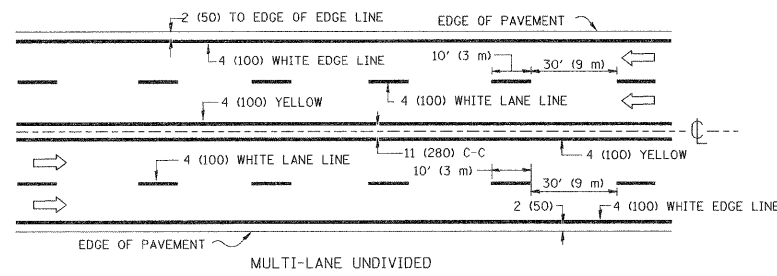 2 (50) TO EDGE OF EDGE LINE
EDGE OF PAVEMENT
4 (100) WHITE EDGE LINE
10' (3 m)
30' (9 m)
4 (100) YELLOW
4 (100) WHITE LANE LINE
℄
4 (100) WHITE LANE LINE
11 (280) C-C
4 (100) YELLOW
10' (3 m)
30' (9 m)
2 (50)
4 (100) WHITE EDGE LINE
EDGE OF PAVEMENT
MULTI-LANE UNDIVIDED